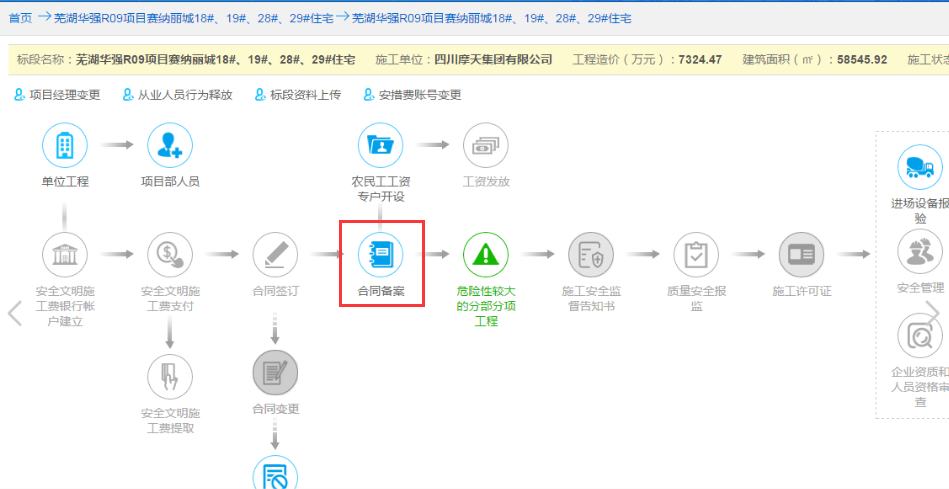 首页 → 芜湖华强R09项目赛纳丽城18#、19#、28#、29#住宅 → 芜湖华强R09项目赛纳丽城18#、19#、28#、29#住宅
标段名称：芜湖华强R09项目赛纳丽城18#、19#、28#、29#住宅 施工单位：四川摩天集团有限公司 工程造价（万元）：7324.47 建筑面积（㎡）：58545.92 施工状态
项目经理变更 从业人员行为释放 标段资料上传 安措费账号变更
单位工程
项目部人员
农民工工资
专户开设
工资发放
进场设备报
验
安全文明施
工费银行帐
户建立
安全文明施
工费支付
合同签订
合同备案
危险性较大
的分部分项
工程
施工安全监
督告知书
质量安全报
监
施工许可证
安全管理
安全文明施
工费提取
合同变更
企业资质和
人员资格审
查